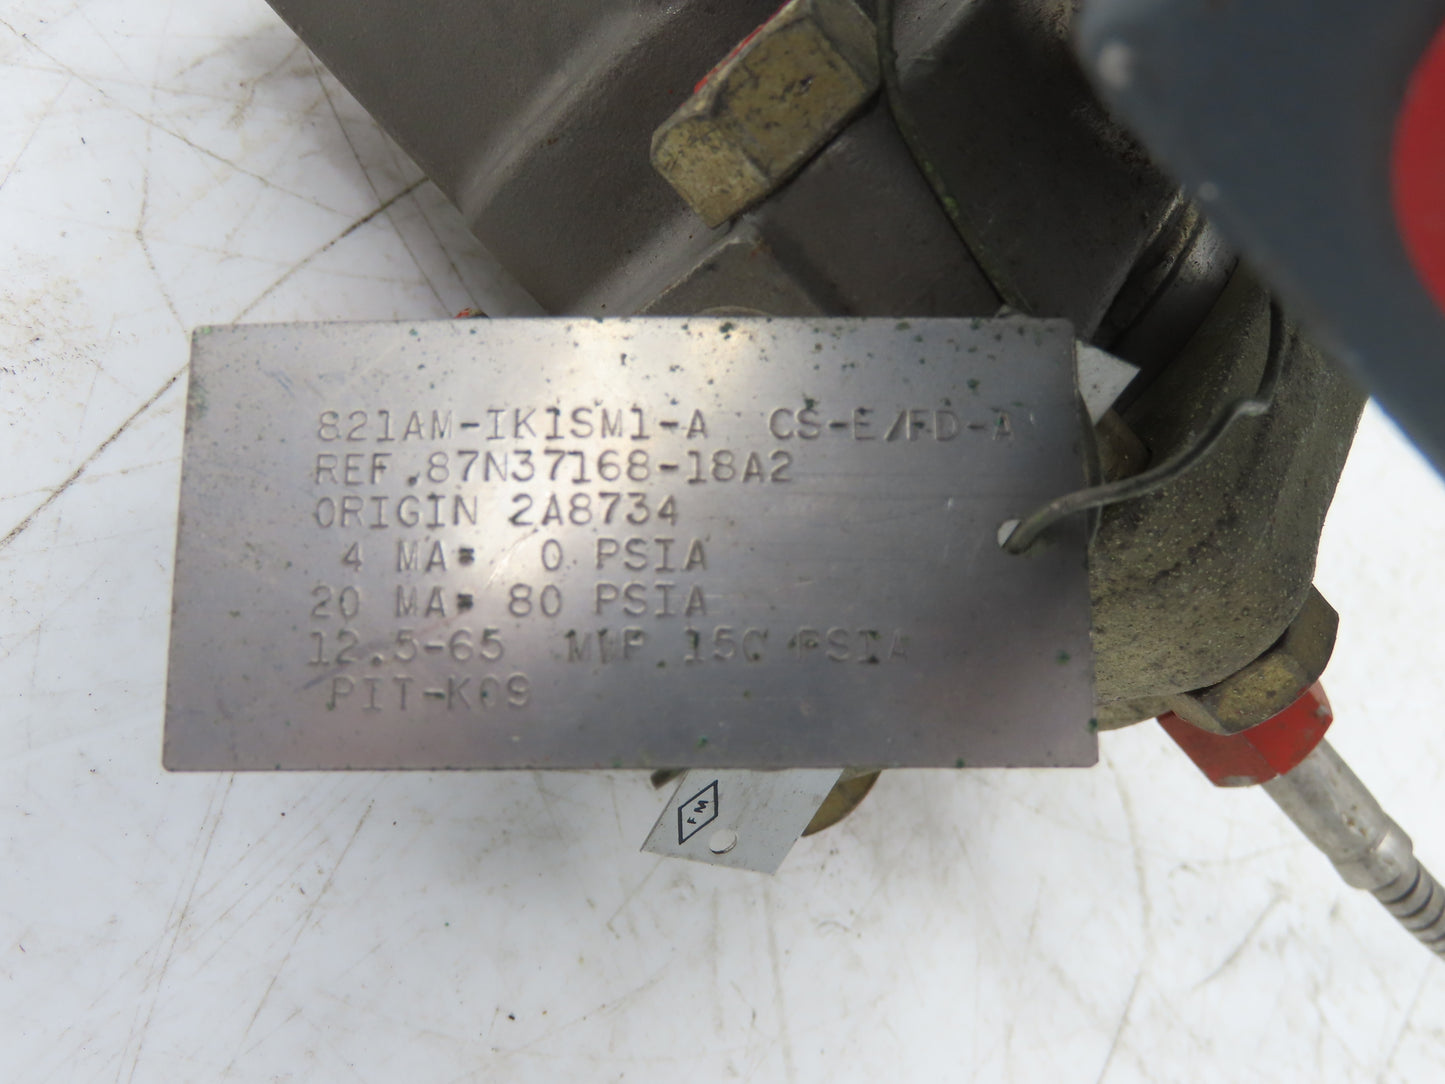 821AM-IK1SM1-A CS-E/FD-A
REF.87N37168-18A2
ORIGIN 2A8734
4 MA= 0 PSIA
20 MA= 80 PSIA
12.5-65 MWP 150 PSIA
PIT-K09
FM